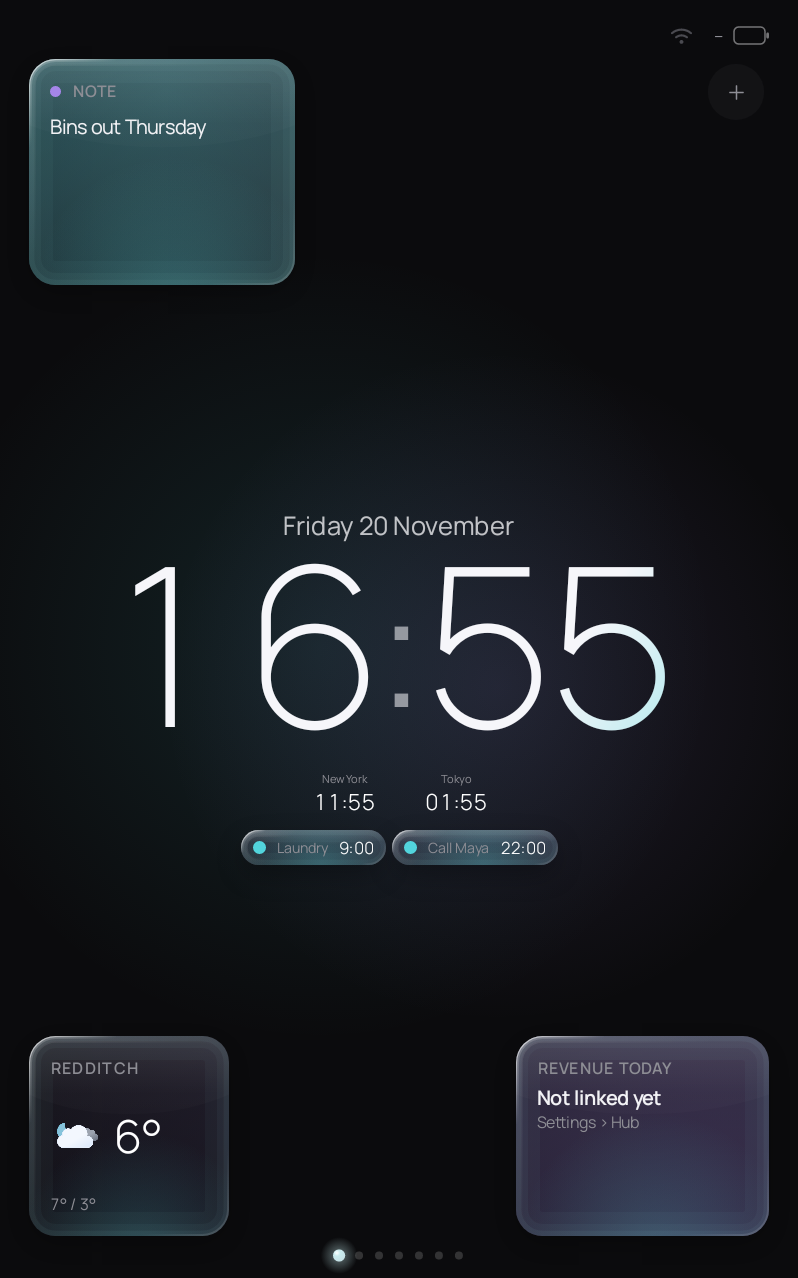 NOTE
Bins out Thursday
Friday 20 November
16:55
New York
11:55
Tokyo
01:55
Laundry 9:00
Call Maya 22:00
REDDITCH
6°
7° / 3°
REVENUE TODAY
Not linked yet
Settings › Hub